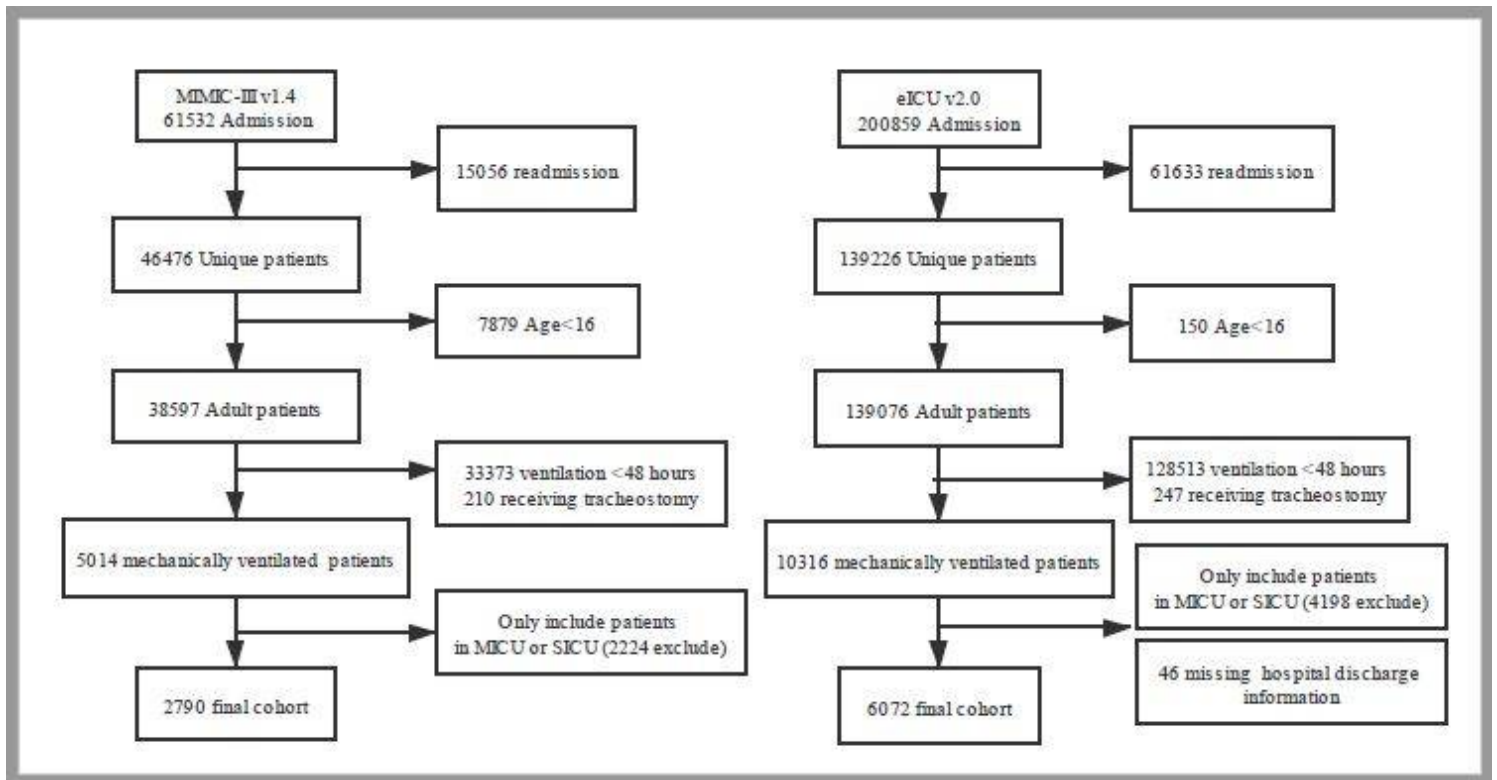 MIMIC-III v1.4
61532 Admission
15056 readmission
46476 Unique patients
7879 Age<16
38597 Adult patients
33373 ventilation <48 hours
210 receiving tracheostomy
5014 mechanically ventilated patients
Only include patients
in MICU or SICU (2224 exclude)
2790 final cohort
eICU v2.0
200859 Admission
61633 readmission
139226 Unique patients
150 Age<16
139076 Adult patients
128513 ventilation <48 hours
247 receiving tracheostomy
10316 mechanically ventilated patients
Only include patients
in MICU or SICU (4198 exclude)
46 missing hospital discharge
information
6072 final cohort